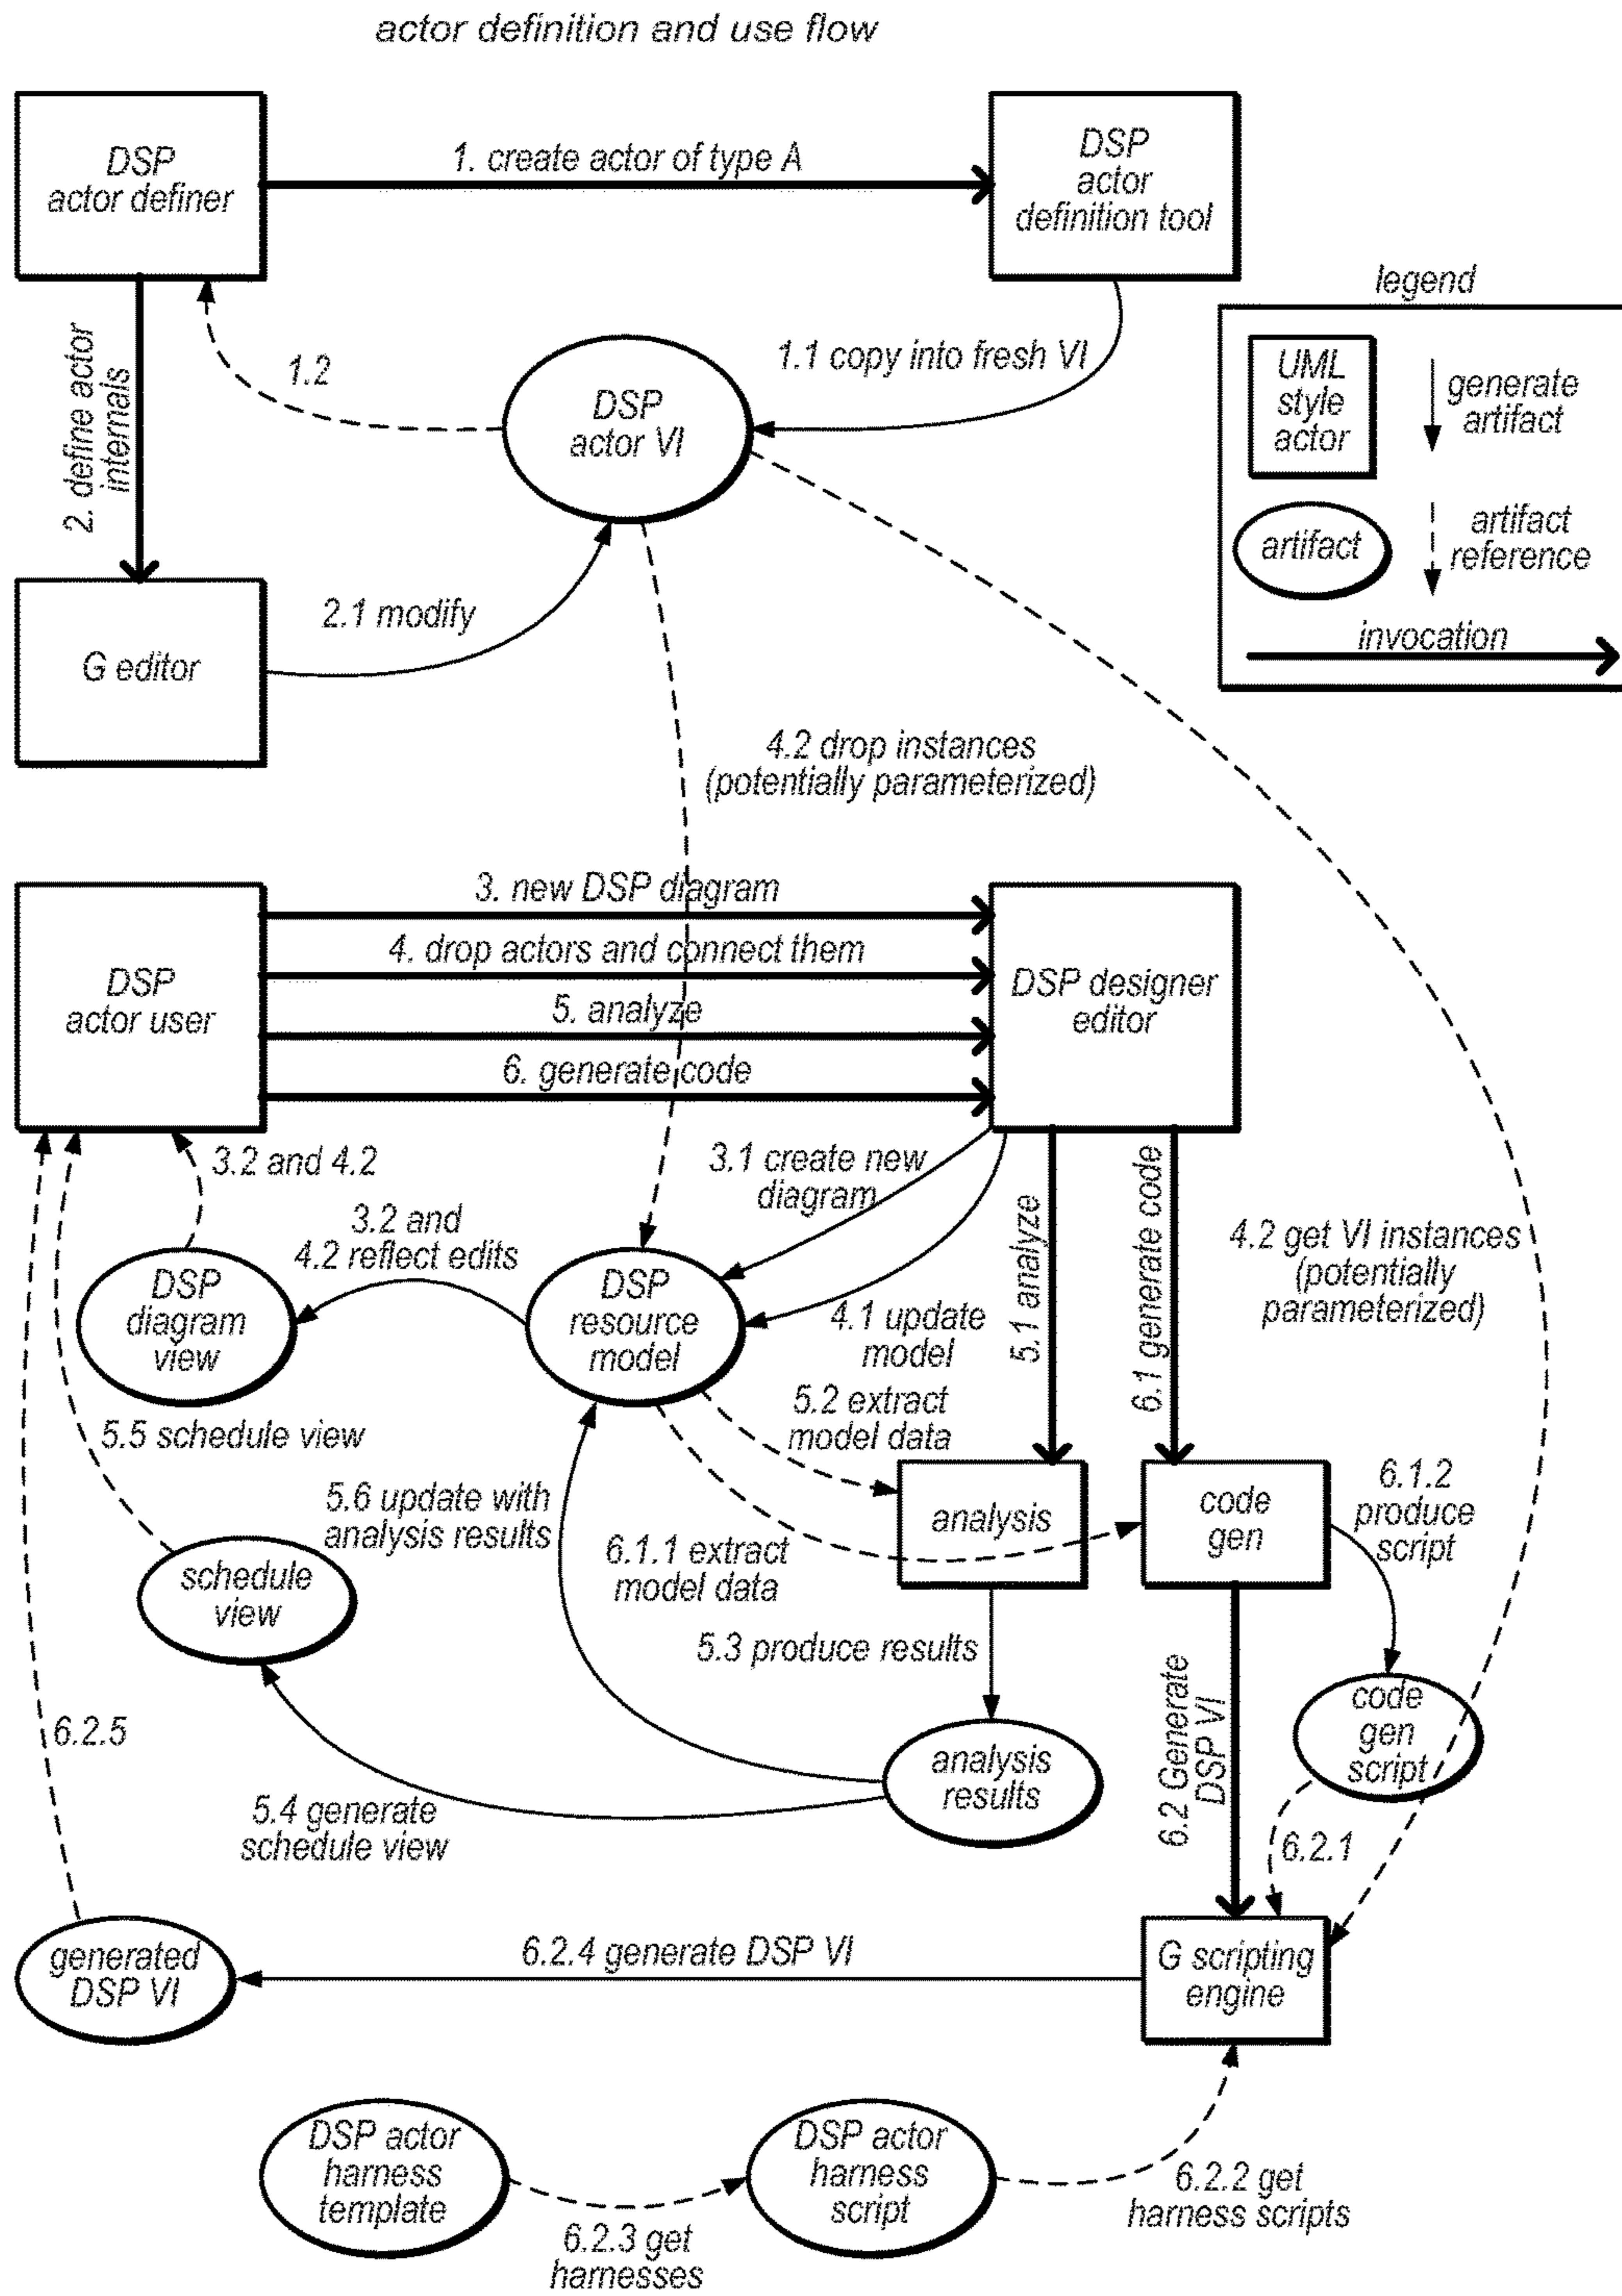 actor definition and use flow
DSP
actor definer
1. create actor of type A
DSP
actor
definition tool
legend
UML
style
actor
generate
artifact
artifact
artifact
reference
invocation
1.2
DSP
actor VI
1.1 copy into fresh VI
2. define actor
internals
G editor
2.1 modify
4.2 drop instances
(potentially parameterized)
DSP
actor user
3. new DSP diagram
4. drop actors and connect them
5. analyze
6. generate code
DSP designer
editor
3.2 and 4.2
3.1 create new
diagram
3.2 and
4.2 reflect edits
DSP
diagram
view
DSP
resource
model
4.1 update
model
5.1 analyze
6.1 generate code
4.2 get VI instances
(potentially
parameterized)
5.2 extract
model data
5.5 schedule view
5.6 update with
analysis results
6.1.1 extract
model data
analysis
code
gen
6.1.2
produce
script
schedule
view
5.3 produce results
6.2 Generate
DSP VI
code
gen
script
6.2.5
5.4 generate
schedule view
analysis
results
6.2.1
generated
DSP VI
6.2.4 generate DSP VI
G scripting
engine
DSP actor
harness
template
DSP actor
harness
script
6.2.2 get
harness scripts
6.2.3 get
harnesses